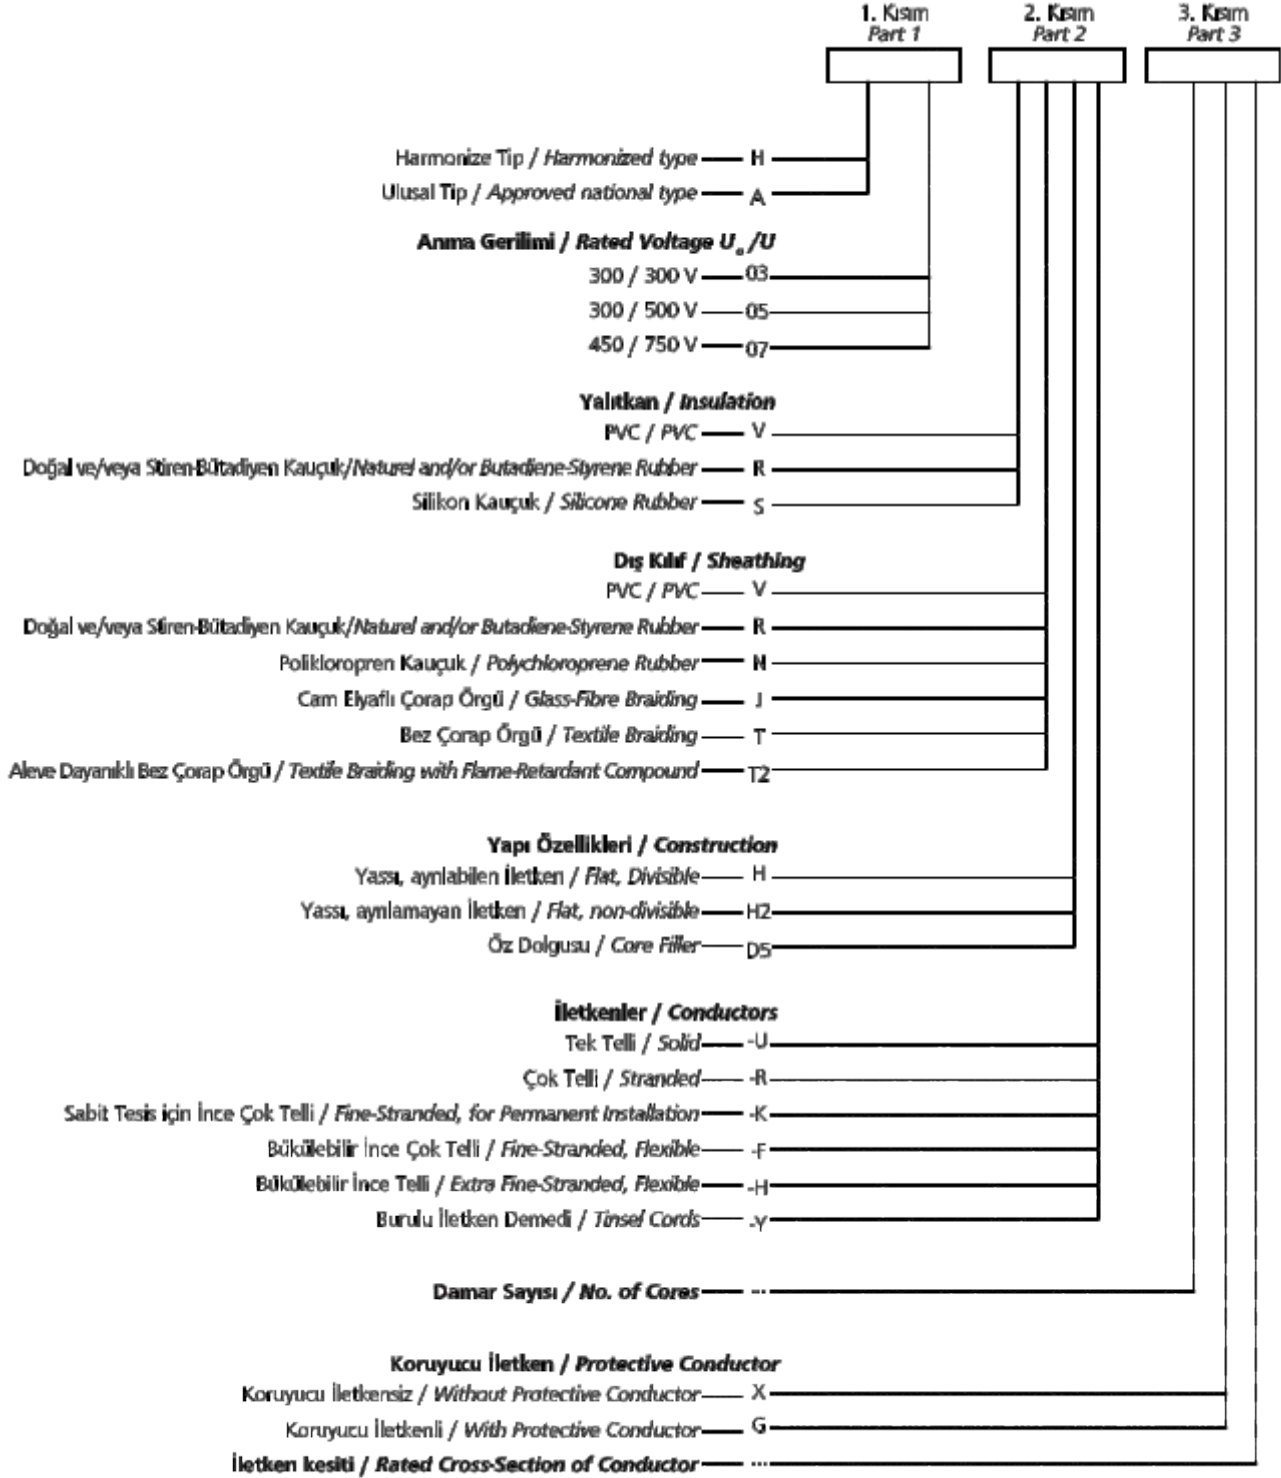 1. Kısım 2. Kısım 3. Kısım
Part 1 Part 2 Part 3
Harmonize Tip / Harmonized type H
Ulusal Tip / Approved national type A
Anma Gerilimi / Rated Voltage U₀/U
300 / 300 V 03
300 / 500 V 05
450 / 750 V 07
Yalıtkan / Insulation
PVC / PVC V
Doğal ve/veya Stiren-Bütadiyen Kauçuk/Naturel and/or Butadiene-Styrene Rubber R
Silikon Kauçuk / Silicone Rubber S
Dış Kılıf / Sheathing
PVC / PVC V
Doğal ve/veya Stiren-Bütadiyen Kauçuk/Naturel and/or Butadiene-Styrene Rubber R
Polikloropren Kauçuk / Polychloroprene Rubber N
Cam Elyaflı Çorap Örgü / Glass-Fibre Braiding J
Bez Çorap Örgü / Textile Braiding T
Aleve Dayanıklı Bez Çorap Örgü / Textile Braiding with Flame-Retardant Compound T2
Yapı Özellikleri / Construction
Yassı, ayrılabilen İletken / Flat, Divisible H
Yassı, ayrılamayan İletken / Flat, non-divisible H2
Öz Dolgusu / Core Filler D5
İletkenler / Conductors
Tek Telli / Solid -U
Çok Telli / Stranded -R
Sabit Tesis için İnce Çok Telli / Fine-Stranded, for Permanent Installation -K
Bükülebilir İnce Çok Telli / Fine-Stranded, Flexible -F
Bükülebilir İnce Telli / Extra Fine-Stranded, Flexible -H
Burulu İletken Demedi / Tinsel Cords -Y
Damar Sayısı / No. of Cores ...
Koruyucu İletken / Protective Conductor
Koruyucu İletkensiz / Without Protective Conductor X
Koruyucu İletkenli / With Protective Conductor G
İletken kesiti / Rated Cross-Section of Conductor ...